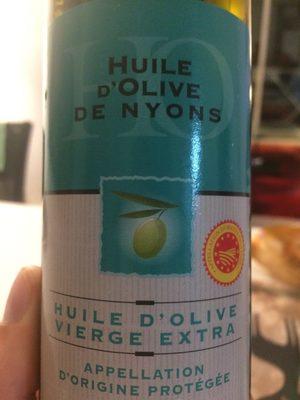 HUILE
D'OLIVE
DE NYONS
HUILE D'OLIVE
VIERGE EXTRA
APPELLATION
D'ORIGINE PROTÉGÉE